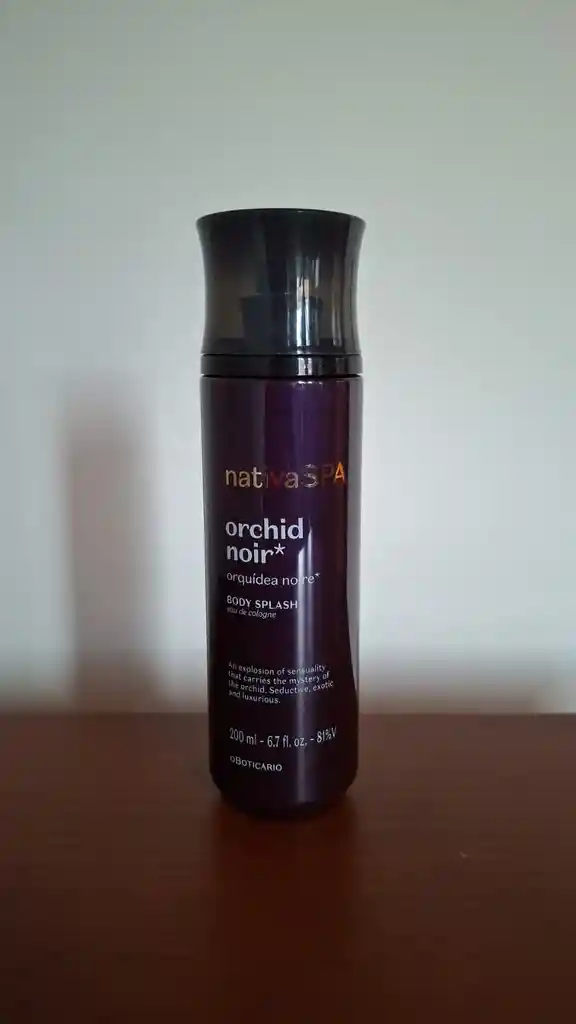 nativaSPA
orchid
noir*
orquídea noire*
BODY SPLASH
eau de cologne
An explosion of sensuality
that carries the mystery of
the orchid. Seductive, exotic
and luxurious.
200 ml - 6.7 fl. oz. - 81%V
oBOTICÁRIO